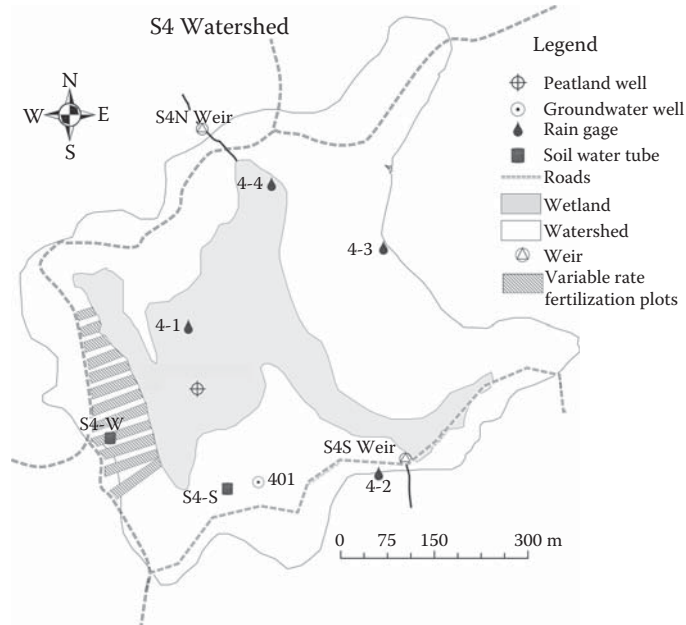 S4 Watershed
Legend
N
W E
S
Peatland well
Groundwater well
Rain gage
Soil water tube
Roads
Wetland
Watershed
Weir
Variable rate
fertilization plots
S4N Weir
4-4
4-3
4-1
S4-W
S4S Weir
S4-S
401
4-2
0 75 150 300 m